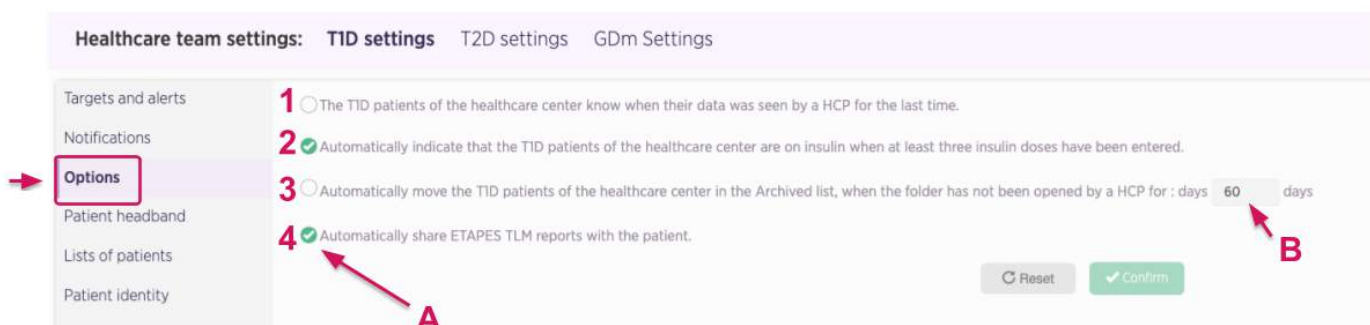 Healthcare team settings: T1D settings T2D settings GDm Settings
Targets and alerts
Notifications
Options
Patient headband
Lists of patients
Patient identity
1 The T1D patients of the healthcare center know when their data was seen by a HCP for the last time.
2 Automatically indicate that the T1D patients of the healthcare center are on insulin when at least three insulin doses have been entered.
3 Automatically move the T1D patients of the healthcare center in the Archived list, when the folder has not been opened by a HCP for : days 60 days
4 Automatically share ETAPES TLM reports with the patient.
B
Reset Confirm
A